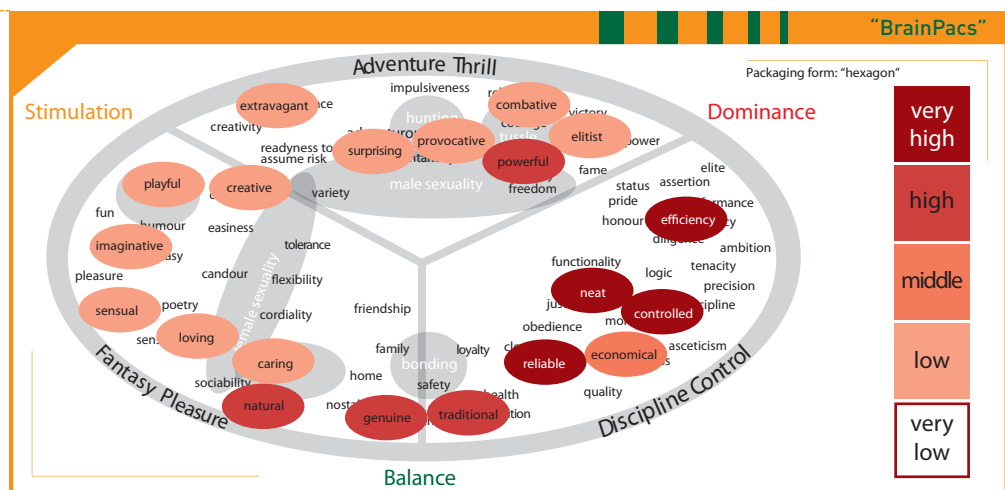 "BrainPacs"
Packaging form: "hexagon"
Adventure Thrill
Stimulation
Dominance
impulsiveness
extravagant
combative
hunting
creativity
victory
elitist
power
provocative
surprising
tussle
readyness to
assume risk
powerful
fame
male sexuality
freedom
variety
playful
creative
elite
assertion
status
pride
honour
efficiency
fun
humour
easiness
imaginative
tolerance
ambition
pleasure
candour
flexibility
functionality
logic
tenacity
precision
neat
controlled
sensual
poetry
cordiality
friendship
female sexuality
obedience
loving
family
loyalty
bonding
reliable
economical
asceticism
caring
sociability
home
safety
quality
natural
genuine
traditional
Fantasy Pleasure
Discipline Control
Balance
very
high
high
middle
low
very
low